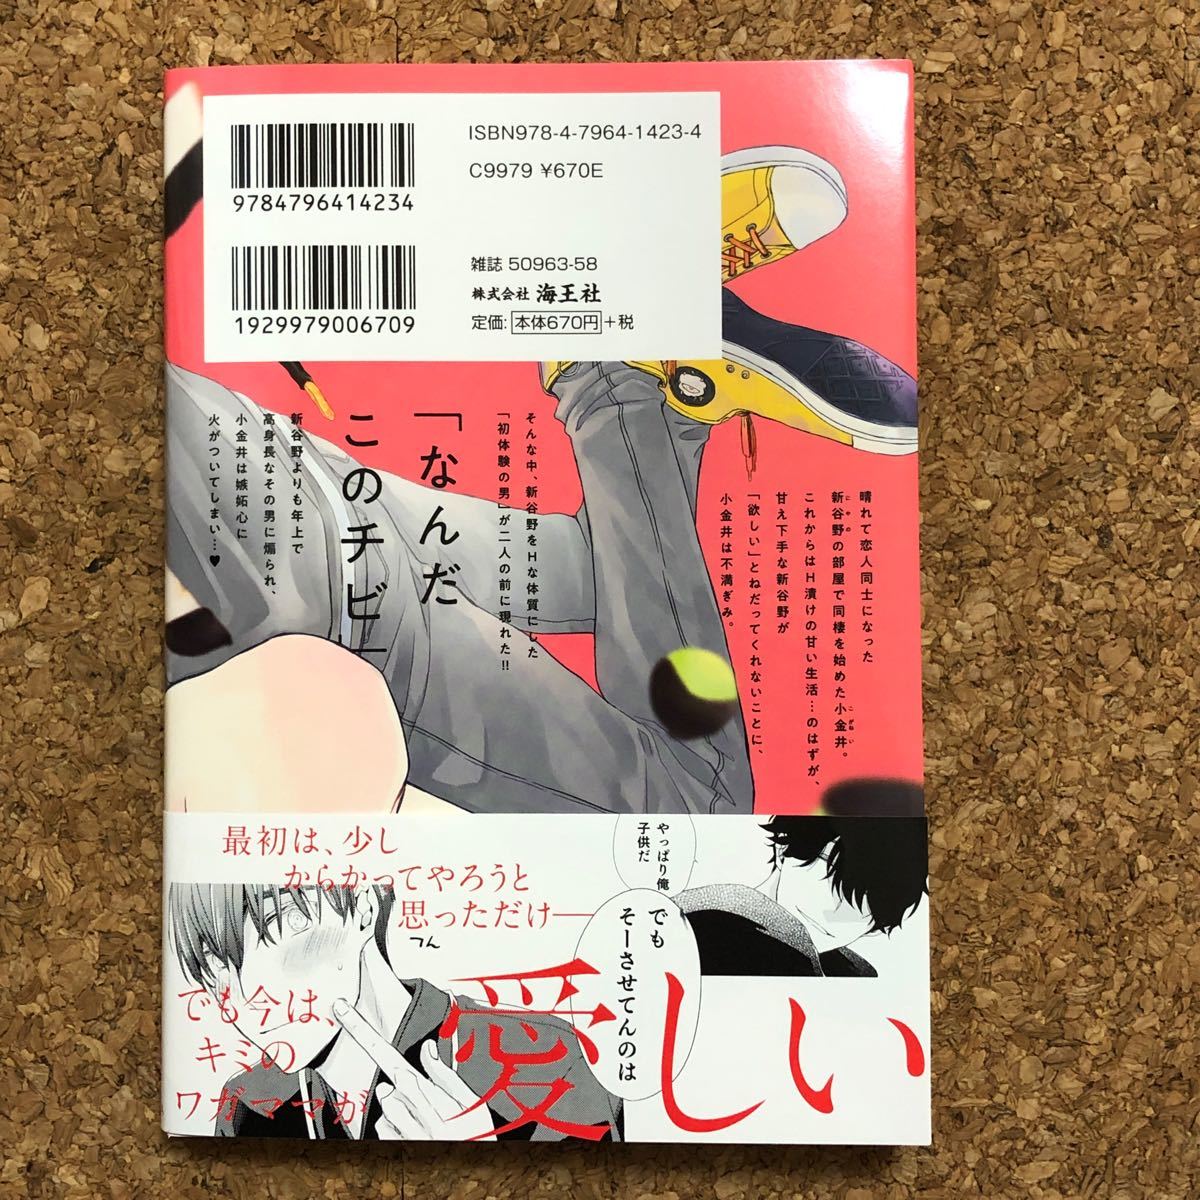 ISBN978-4-7964-1423-4
C9979 ¥670E
9784796414234
雑誌 50963-58
株式会社 海王社
定価: 本体670円 +税
1929979006709
晴れて恋人同士になった
新谷野の部屋で同棲を始めた小金井。
にやの
こがねい
これからはH漬けの甘い生活…のはずが、
甘え下手な新谷野が
「欲しい」とねだってくれないことに、
小金井は不満ぎみ。
そんな中、新谷野をHな体質にした
「初体験の男」が二人の前に現れた!!
「なんだ
このチビ」
新谷野よりも年上で
高身長なその男に煽られ、
小金井は嫉妬心に
火がついてしまい…♥
最初は、少し
からかってやろうと
思っただけ──
でも今は、
キミの
ワガママが
愛しい
やっぱり俺
子供だ
でも
そーさせてんのは
つん